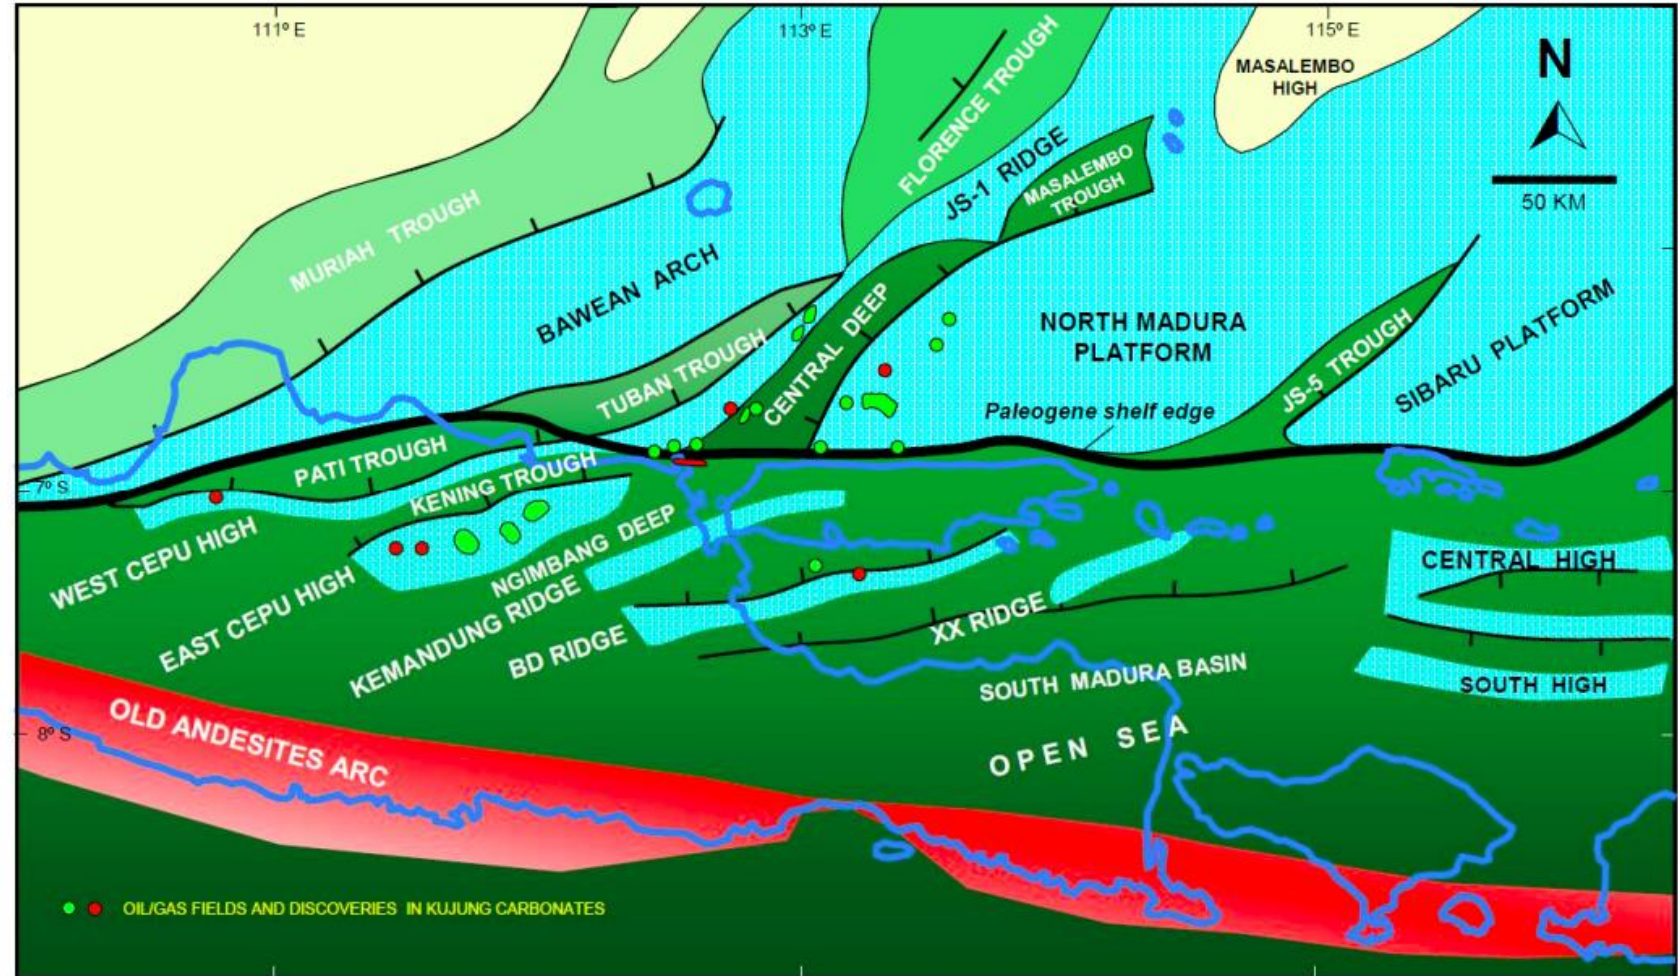 111º E
113º E
115º E
MASALEMBO
HIGH
N
50 KM
FLORENCE TROUGH
JS-1 RIDGE
MASALEMBO
TROUGH
MURIAH TROUGH
BAWEAN ARCH
TUBAN TROUGH
CENTRAL DEEP
NORTH MADURA
PLATFORM
JS-5 TROUGH
SIBARU PLATFORM
Paleogene shelf edge
PATI TROUGH
KENING TROUGH
7º S
WEST CEPU HIGH
EAST CEPU HIGH
NGIMBANG DEEP
KEMANDUNG RIDGE
BD RIDGE
XX RIDGE
CENTRAL HIGH
SOUTH MADURA BASIN
SOUTH HIGH
OPEN SEA
8º S
OLD ANDESITES ARC
OIL/GAS FIELDS AND DISCOVERIES IN KUJUNG CARBONATES